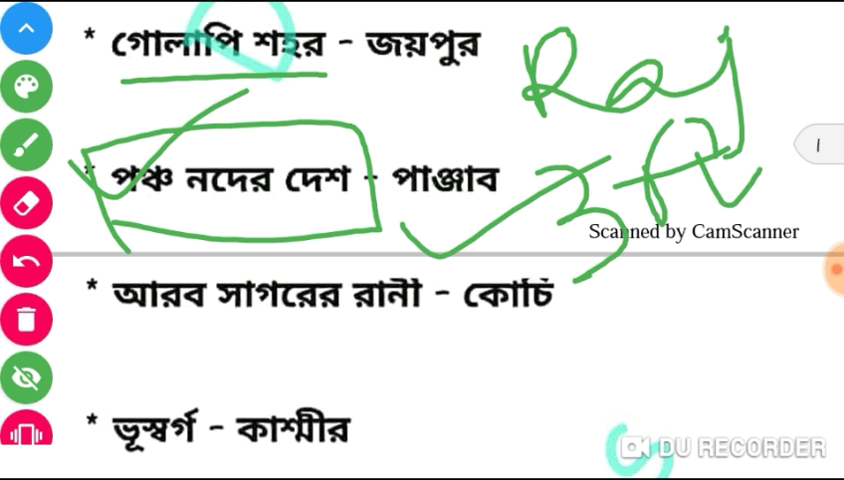 * গোলাপি শহর - জয়পুর
Raj
* পঞ্চ নদের দেশ - পাঞ্জাব
Scanned by CamScanner
* আরব সাগরের রানী - কোচি
* ভূস্বর্গ - কাশ্মীর
DU RECORDER